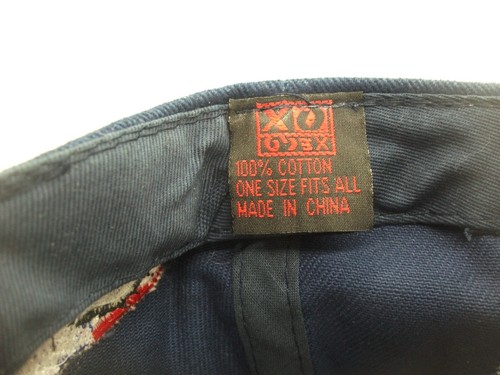 100% COTTON
ONE SIZE FITS ALL
MADE IN CHINA